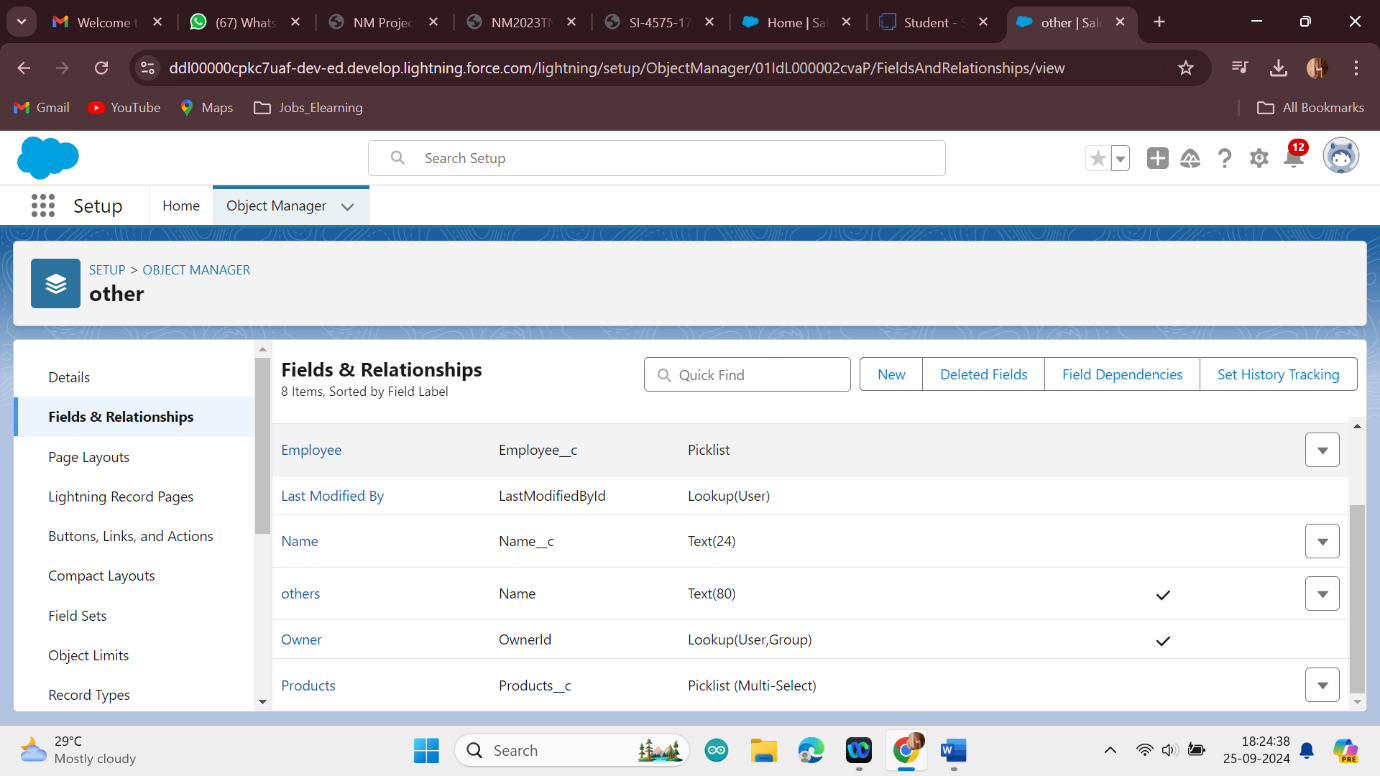 Welcome t
(67) Whats
NM Projec
NM2023TN
SI-4575-17
Home | Sal
Student - S
other | Sale
ddl00000cpkc7uaf-dev-ed.develop.lightning.force.com/lightning/setup/ObjectManager/01IdL000002cvaP/FieldsAndRelationships/view
Gmail
YouTube
Maps
Jobs_Elearning
All Bookmarks
Search Setup
12
Setup
Home
Object Manager
SETUP > OBJECT MANAGER
other
Details
Fields & Relationships
Page Layouts
Lightning Record Pages
Buttons, Links, and Actions
Compact Layouts
Field Sets
Object Limits
Record Types
Fields & Relationships
8 Items, Sorted by Field Label
Quick Find
New
Deleted Fields
Field Dependencies
Set History Tracking
Employee Employee__c Picklist
Last Modified By LastModifiedById Lookup(User)
Name Name__c Text(24)
others Name Text(80)
Owner OwnerId Lookup(User,Group)
Products Products__c Picklist (Multi-Select)
29°C
Mostly cloudy
Search
18:24:38
25-09-2024
PRE